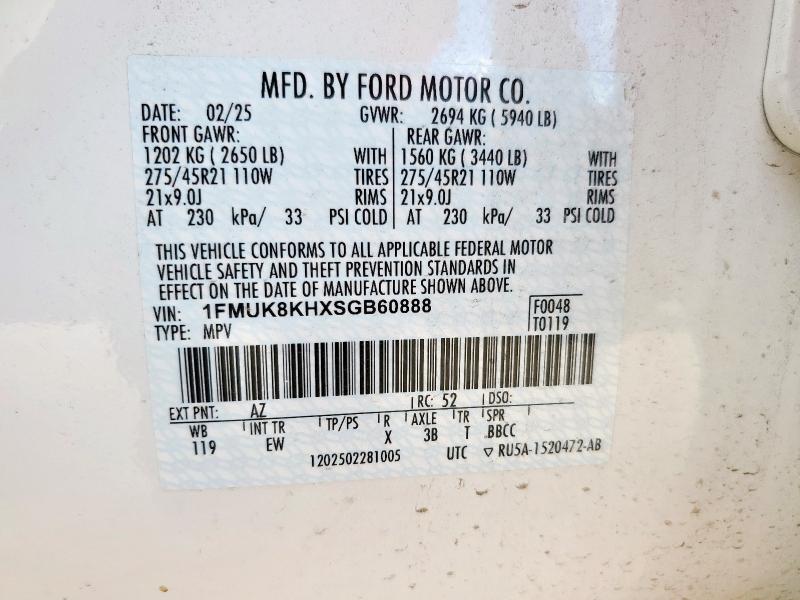 MFD. BY FORD MOTOR CO.
DATE: 02/25 GVWR: 2694 KG ( 5940 LB)
FRONT GAWR: REAR GAWR:
1202 KG ( 2650 LB) WITH 1560 KG ( 3440 LB) WITH
275/45R21 110W TIRES 275/45R21 110W TIRES
21x9.0J RIMS 21x9.0J RIMS
AT 230 kPa/ 33 PSI COLD AT 230 kPa/ 33 PSI COLD
THIS VEHICLE CONFORMS TO ALL APPLICABLE FEDERAL MOTOR
VEHICLE SAFETY AND THEFT PREVENTION STANDARDS IN
EFFECT ON THE DATE OF MANUFACTURE SHOWN ABOVE.
VIN: 1FMUK8KHXSGB60888 F0048
TYPE: MPV T0119
EXT PNT: AZ RC: 52 DSO:
WB INT TR TP/PS R AXLE TR SPR
119 EW X 3B T BBCC
1202502281005 UTC ▽ RU5A-1520472-AB